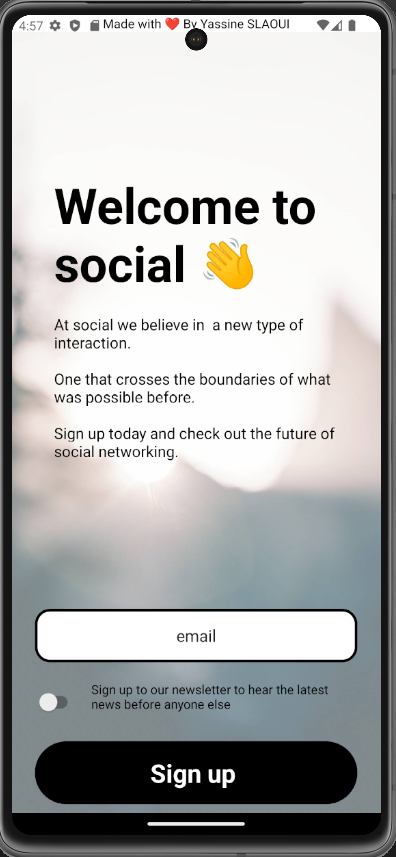 4:57 Made with ❤️ By Yassine SLAOUI
Welcome to
social 👋
At social we believe in  a new type of
interaction.
One that crosses the boundaries of what
was possible before.
Sign up today and check out the future of
social networking.
email
Sign up to our newsletter to hear the latest
news before anyone else
Sign up